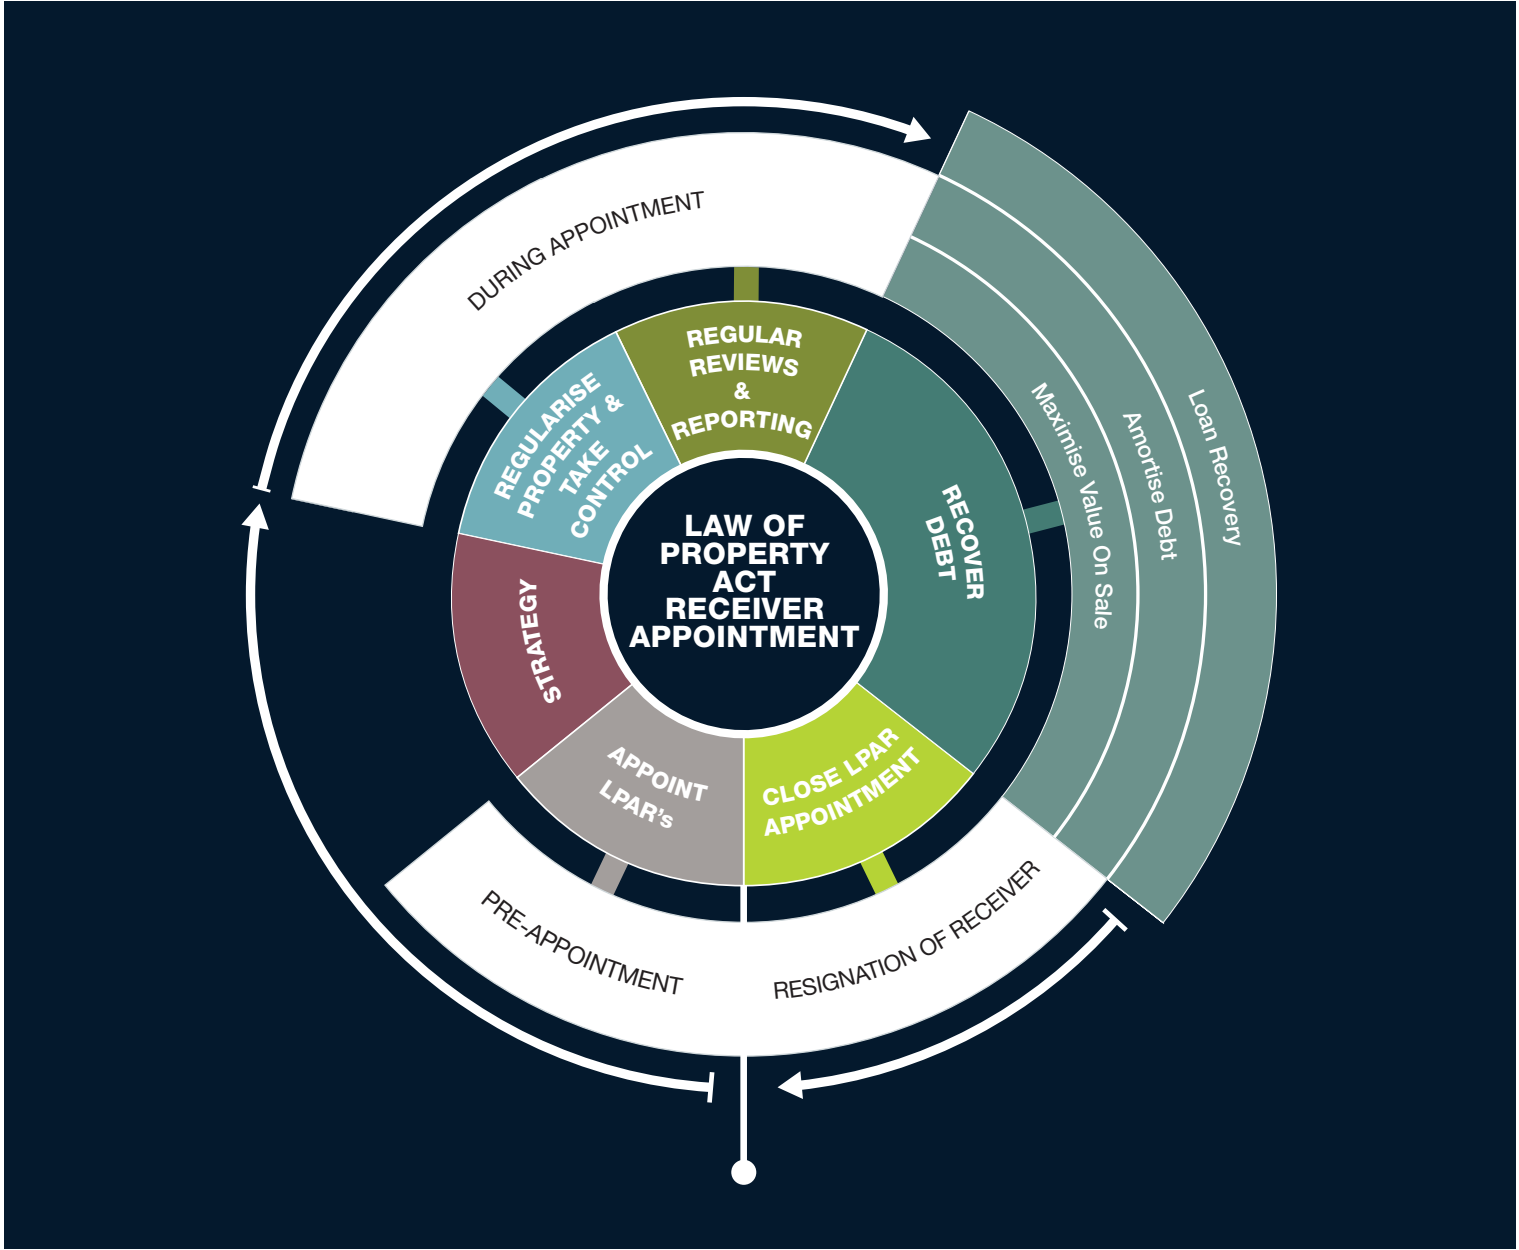 DURING APPOINTMENT
REGULAR
REVIEWS
&
REPORTING
REGULARISE
PROPERTY &
TAKE
CONTROL
STRATEGY
APPOINT
LPAR's
CLOSE LPAR
APPOINTMENT
RECOVER
DEBT
LAW OF
PROPERTY
ACT
RECEIVER
APPOINTMENT
Maximise Value On Sale
Amortise Debt
Loan Recovery
PRE-APPOINTMENT
RESIGNATION OF RECEIVER